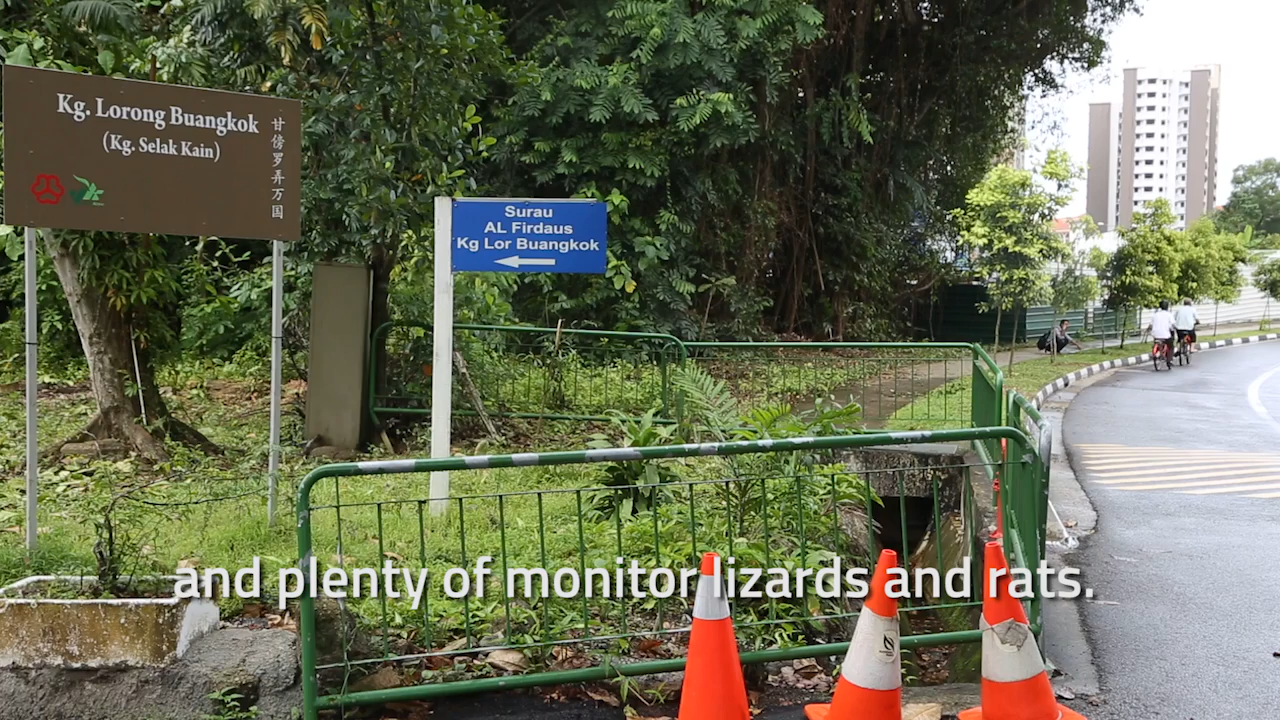 Kg. Lorong Buangkok
(Kg. Selak Kain)
甘榜罗弄万国
Surau
AL Firdaus
Kg Lor Buangkok
and plenty of monitor lizards and rats.